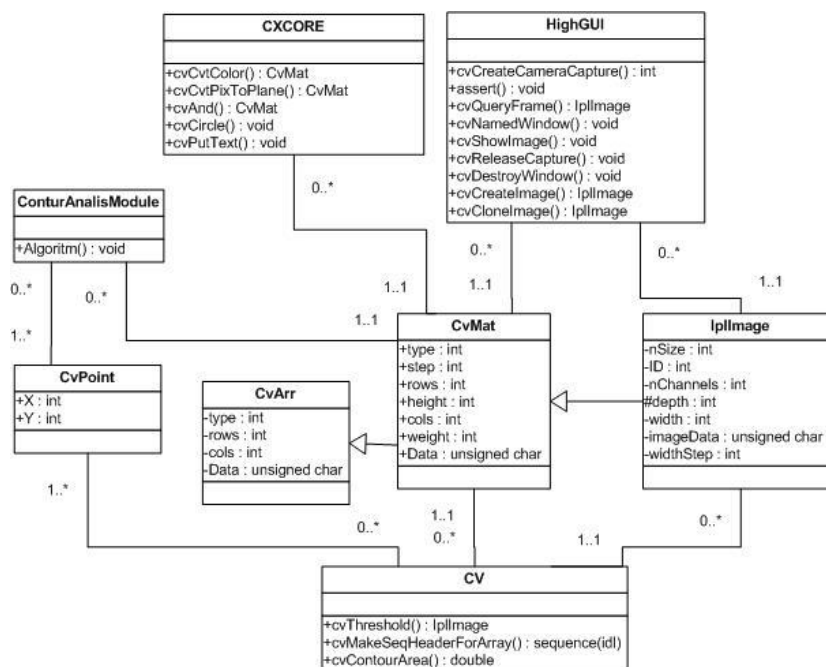 CXCORE
+cvCvtColor() : CvMat
+cvCvtPixToPlane() : CvMat
+cvAnd() : CvMat
+cvCircle() : void
+cvPutText() : void
HighGUI
+cvCreateCameraCapture() : int
+assert() : void
+cvQueryFrame() : IplImage
+cvNamedWindow() : void
+cvShowImage() : void
+cvReleaseCapture() : void
+cvDestroyWindow() : void
+cvCreateImage() : IplImage
+cvCloneImage() : IplImage
0..*
ConturAnalisModule
+Algoritm() : void
0..*
0..*
0..*
0..*
1..1
1..1
1..1
1..*
1..1
CvPoint
+X : int
+Y : int
CvArr
-type : int
-rows : int
-cols : int
-Data : unsigned char
CvMat
+type : int
+step : int
+rows : int
+height : int
+cols : int
+weight : int
+Data : unsigned char
IplImage
-nSize : int
-ID : int
-nChannels : int
#depth : int
-width : int
-imageData : unsigned char
-widthStep : int
1..*
0..*
1..1
0..*
1..1
0..*
CV
+cvThreshold() : IplImage
+cvMakeSeqHeaderForArray() : sequence(idl)
+cvContourArea() : double